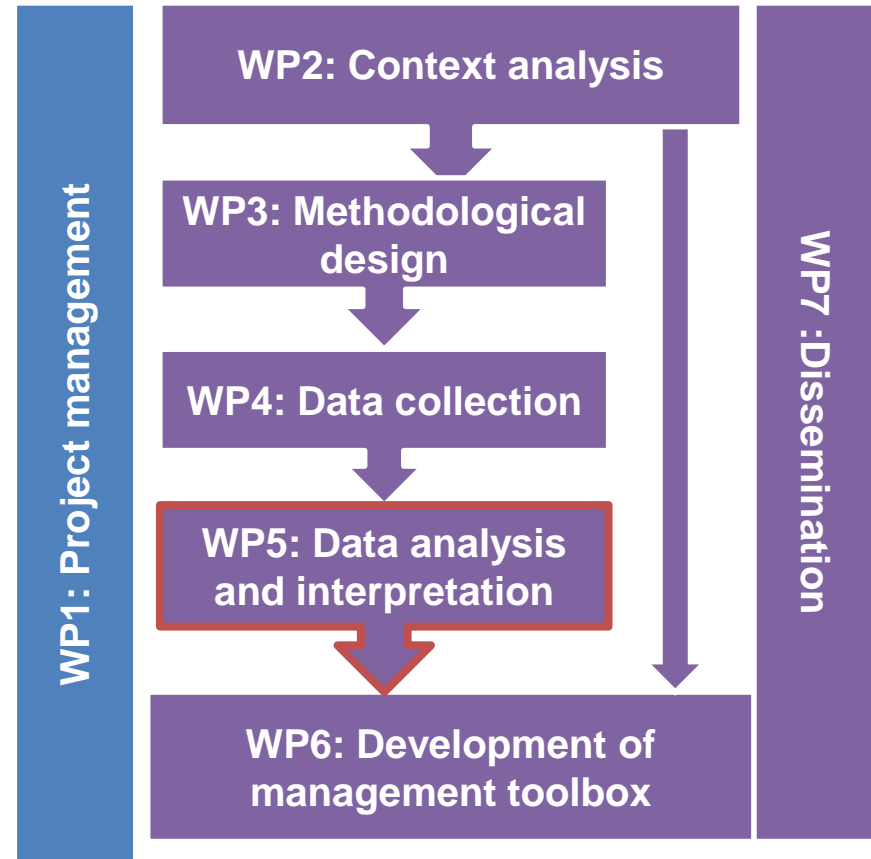 WP1: Project management
WP2: Context analysis
WP3: Methodological
design
WP4: Data collection
WP5: Data analysis
and interpretation
WP6: Development of
management toolbox
WP7 :Dissemination